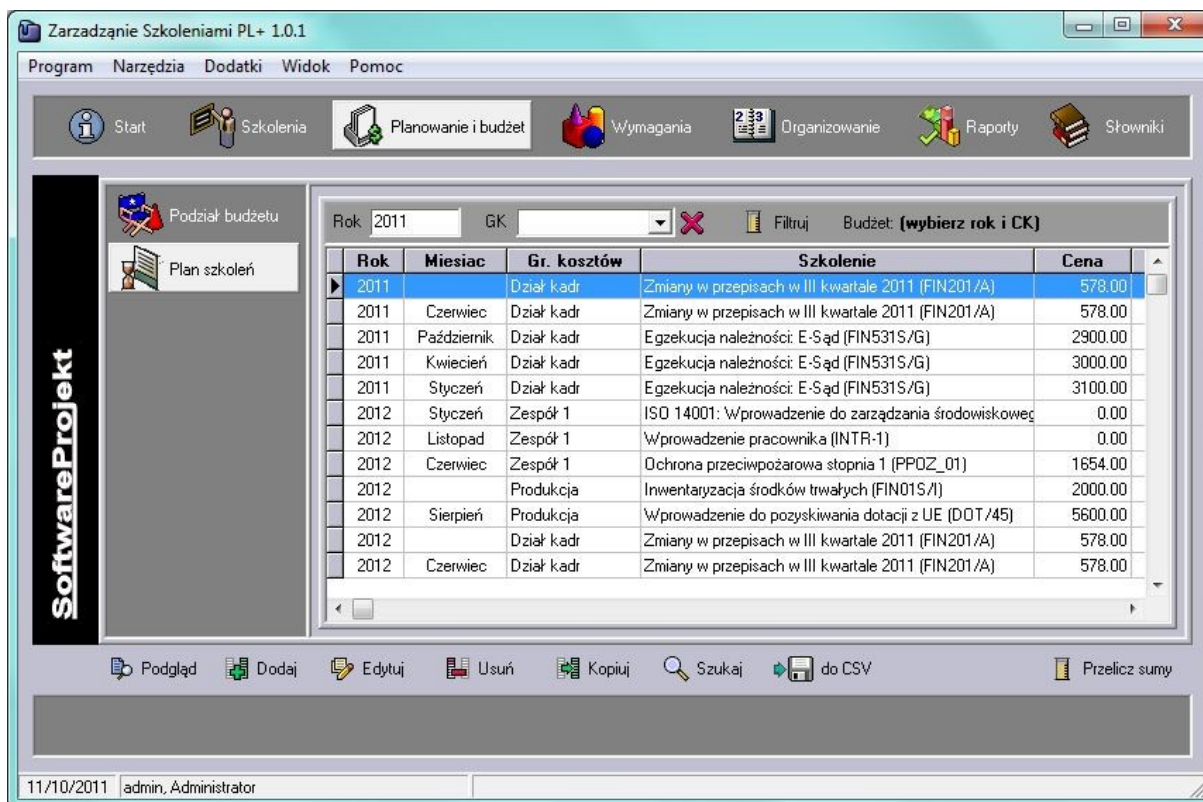 Zarzadząnie Szkoleniami PL+ 1.0.1
Program Narzędzia Dodatki Widok Pomoc
Start Szkolenia Planowanie i budżet Wymagania Organizowanie Raporty Słowniki
SoftwareProjekt
Podział budżetu
Plan szkoleń
Rok 2011 GK Filtruj Budżet: (wybierz rok i CK)
Rok Miesiac Gr. kosztów Szkolenie Cena
2011 Dział kadr Zmiany w przepisach w III kwartale 2011 (FIN201/A) 578.00
2011 Czerwiec Dział kadr Zmiany w przepisach w III kwartale 2011 (FIN201/A) 578.00
2011 Październik Dział kadr Egzekucja należności: E-Sąd (FIN531S/G) 2900.00
2011 Kwiecień Dział kadr Egzekucja należności: E-Sąd (FIN531S/G) 3000.00
2011 Styczeń Dział kadr Egzekucja należności: E-Sąd (FIN531S/G) 3100.00
2012 Styczeń Zespół 1 ISO 14001: Wprowadzenie do zarządzania środowiskoweg 0.00
2012 Listopad Zespół 1 Wprowadzenie pracownika (INTR-1) 0.00
2012 Czerwiec Zespół 1 Ochrona przeciwpożarowa stopnia 1 (PPOZ_01) 1654.00
2012 Produkcja Inwentaryzacja środków trwałych (FIN01S/I) 2000.00
2012 Sierpień Produkcja Wprowadzenie do pozyskiwania dotacji z UE (DOT/45) 5600.00
2012 Dział kadr Zmiany w przepisach w III kwartale 2011 (FIN201/A) 578.00
2012 Czerwiec Dział kadr Zmiany w przepisach w III kwartale 2011 (FIN201/A) 578.00
Podgląd Dodaj Edytuj Usuń Kopiuj Szukaj do CSV Przelicz sumy
11/10/2011 admin, Administrator